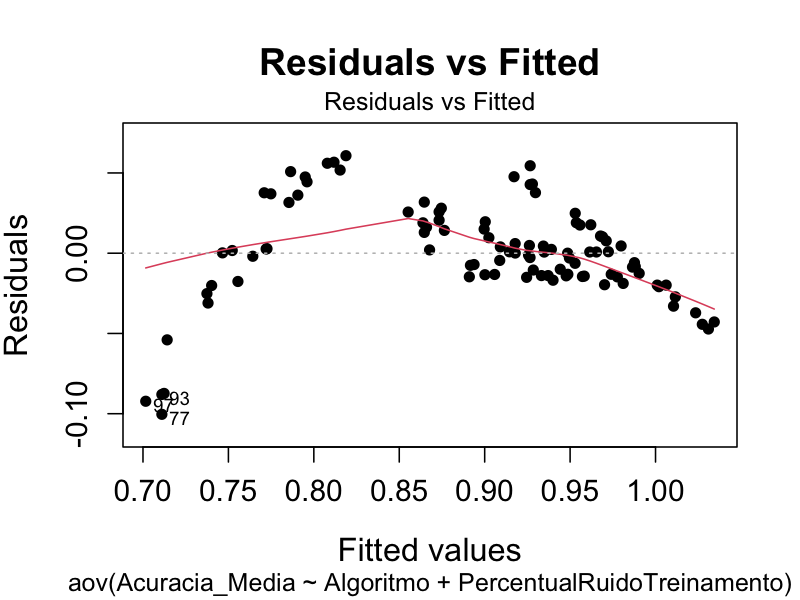 Residuals vs Fitted
Residuals vs Fitted
Residuals
0.00
-0.10
97
93
77
0.70 0.75 0.80 0.85 0.90 0.95 1.00
Fitted values
aov(Acuracia_Media ~ Algoritmo + PercentualRuidoTreinamento)